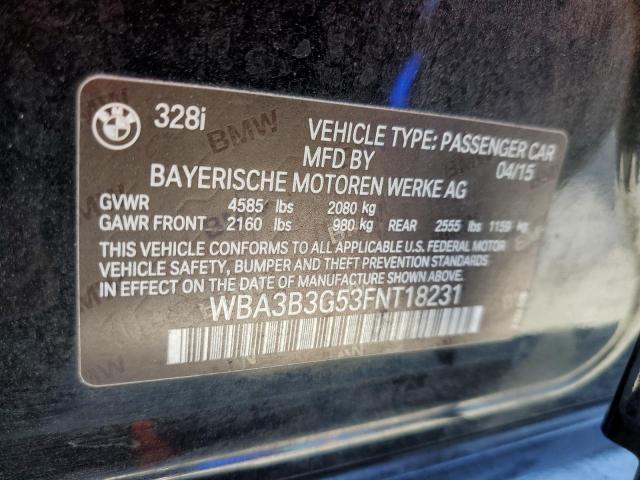 328i
VEHICLE TYPE: PASSENGER CAR
MFD BY 04/15
BAYERISCHE MOTOREN WERKE AG
GVWR 4585 lbs 2080 kg
GAWR FRONT 2160 lbs 980 kg REAR 2555 lbs 1159 kg
THIS VEHICLE CONFORMS TO ALL APPLICABLE U.S. FEDERAL MOTOR
VEHICLE SAFETY, BUMPER AND THEFT PREVENTION STANDARDS IN
EFFECT ON THE DATE OF MANUFACTURE SHOWN ABOVE.
WBA3B3G53FNT18231